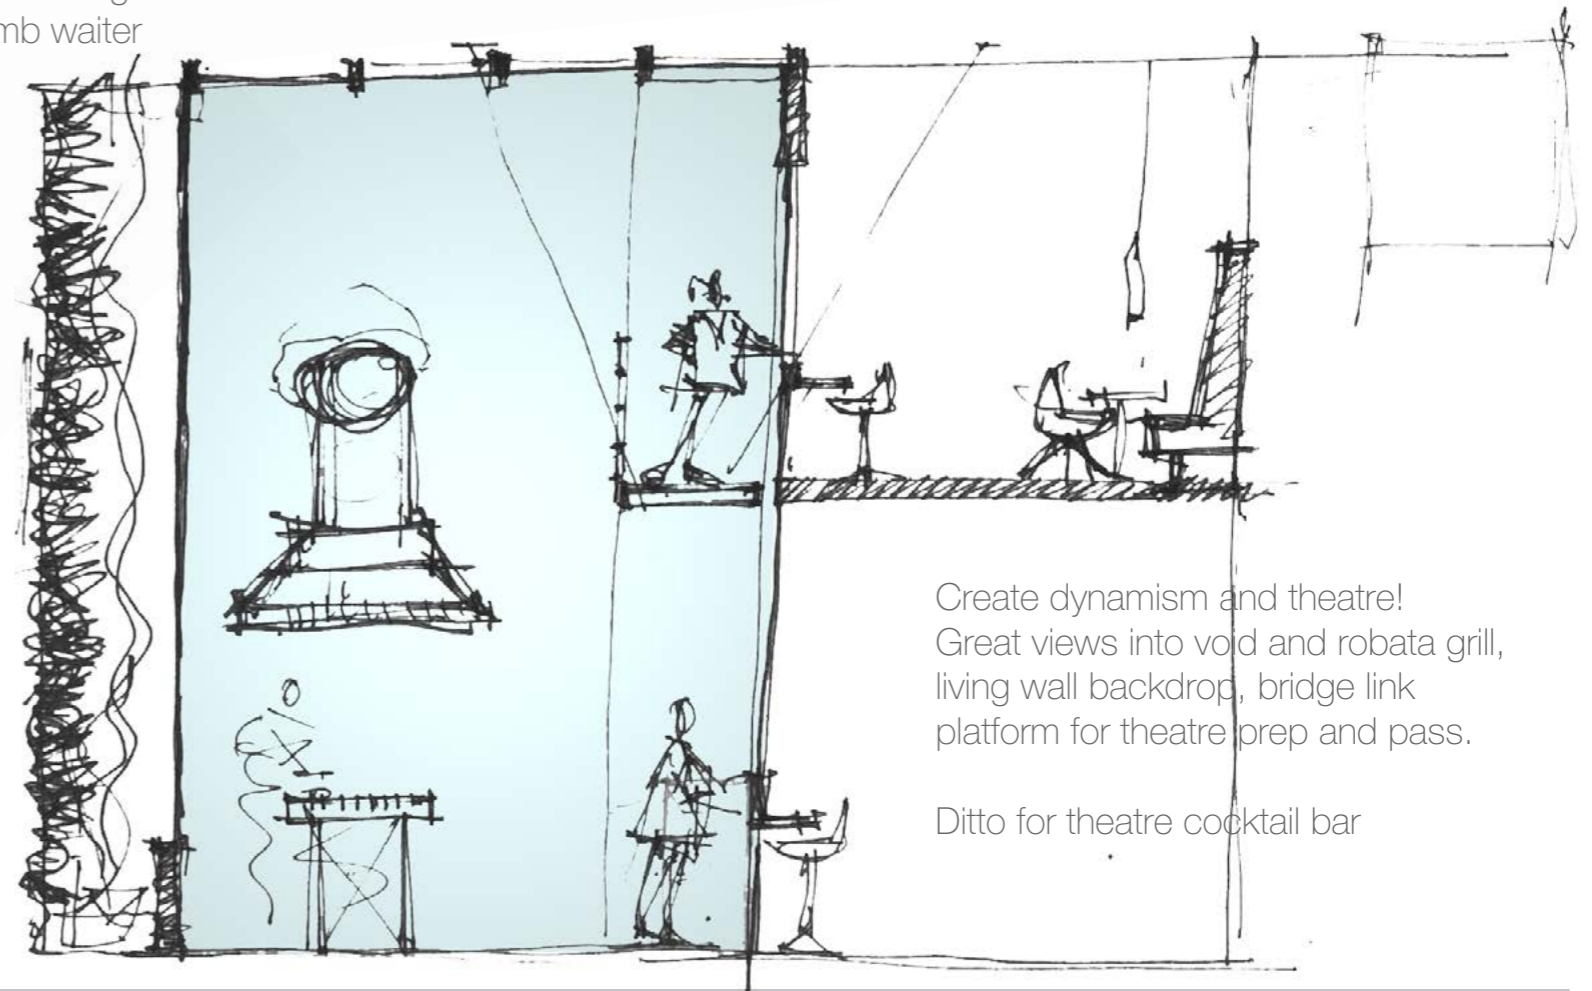 waiter
Create dynamism and theatre!
Great views into void and robata grill,
living wall backdrop, bridge link
platform for theatre prep and pass.
Ditto for theatre cocktail bar